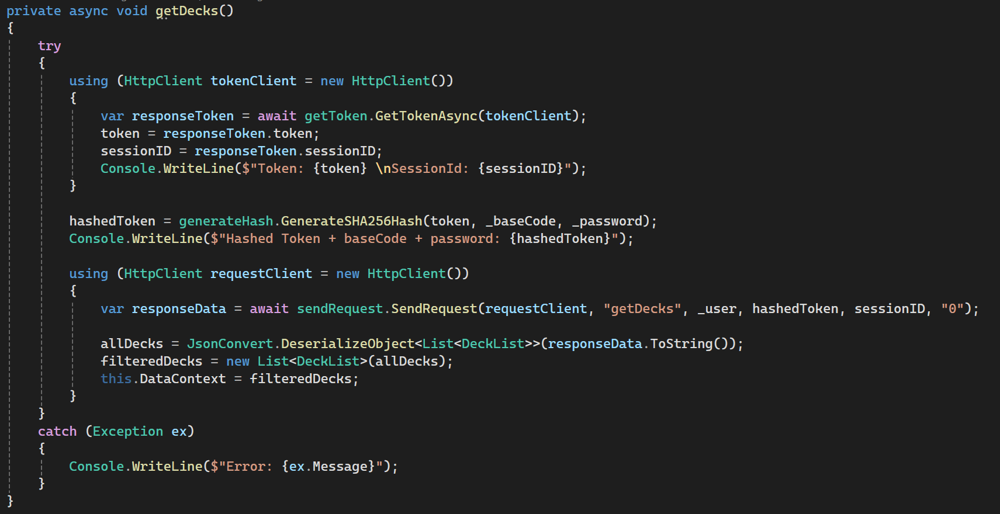 private async void getDecks()
{
try
{
using (HttpClient tokenClient = new HttpClient())
{
var responseToken = await getToken.GetTokenAsync(tokenClient);
token = responseToken.token;
sessionID = responseToken.sessionID;
Console.WriteLine($"Token: {token} \nSessionId: {sessionID}");
}
hashedToken = generateHash.GenerateSHA256Hash(token, _baseCode, _password);
Console.WriteLine($"Hashed Token + baseCode + password: {hashedToken}");
using (HttpClient requestClient = new HttpClient())
{
var responseData = await sendRequest.SendRequest(requestClient, "getDecks", _user, hashedToken, sessionID, "0");
allDecks = JsonConvert.DeserializeObject<List<DeckList>>(responseData.ToString());
filteredDecks = new List<DeckList>(allDecks);
this.DataContext = filteredDecks;
}
}
catch (Exception ex)
{
Console.WriteLine($"Error: {ex.Message}");
}
}